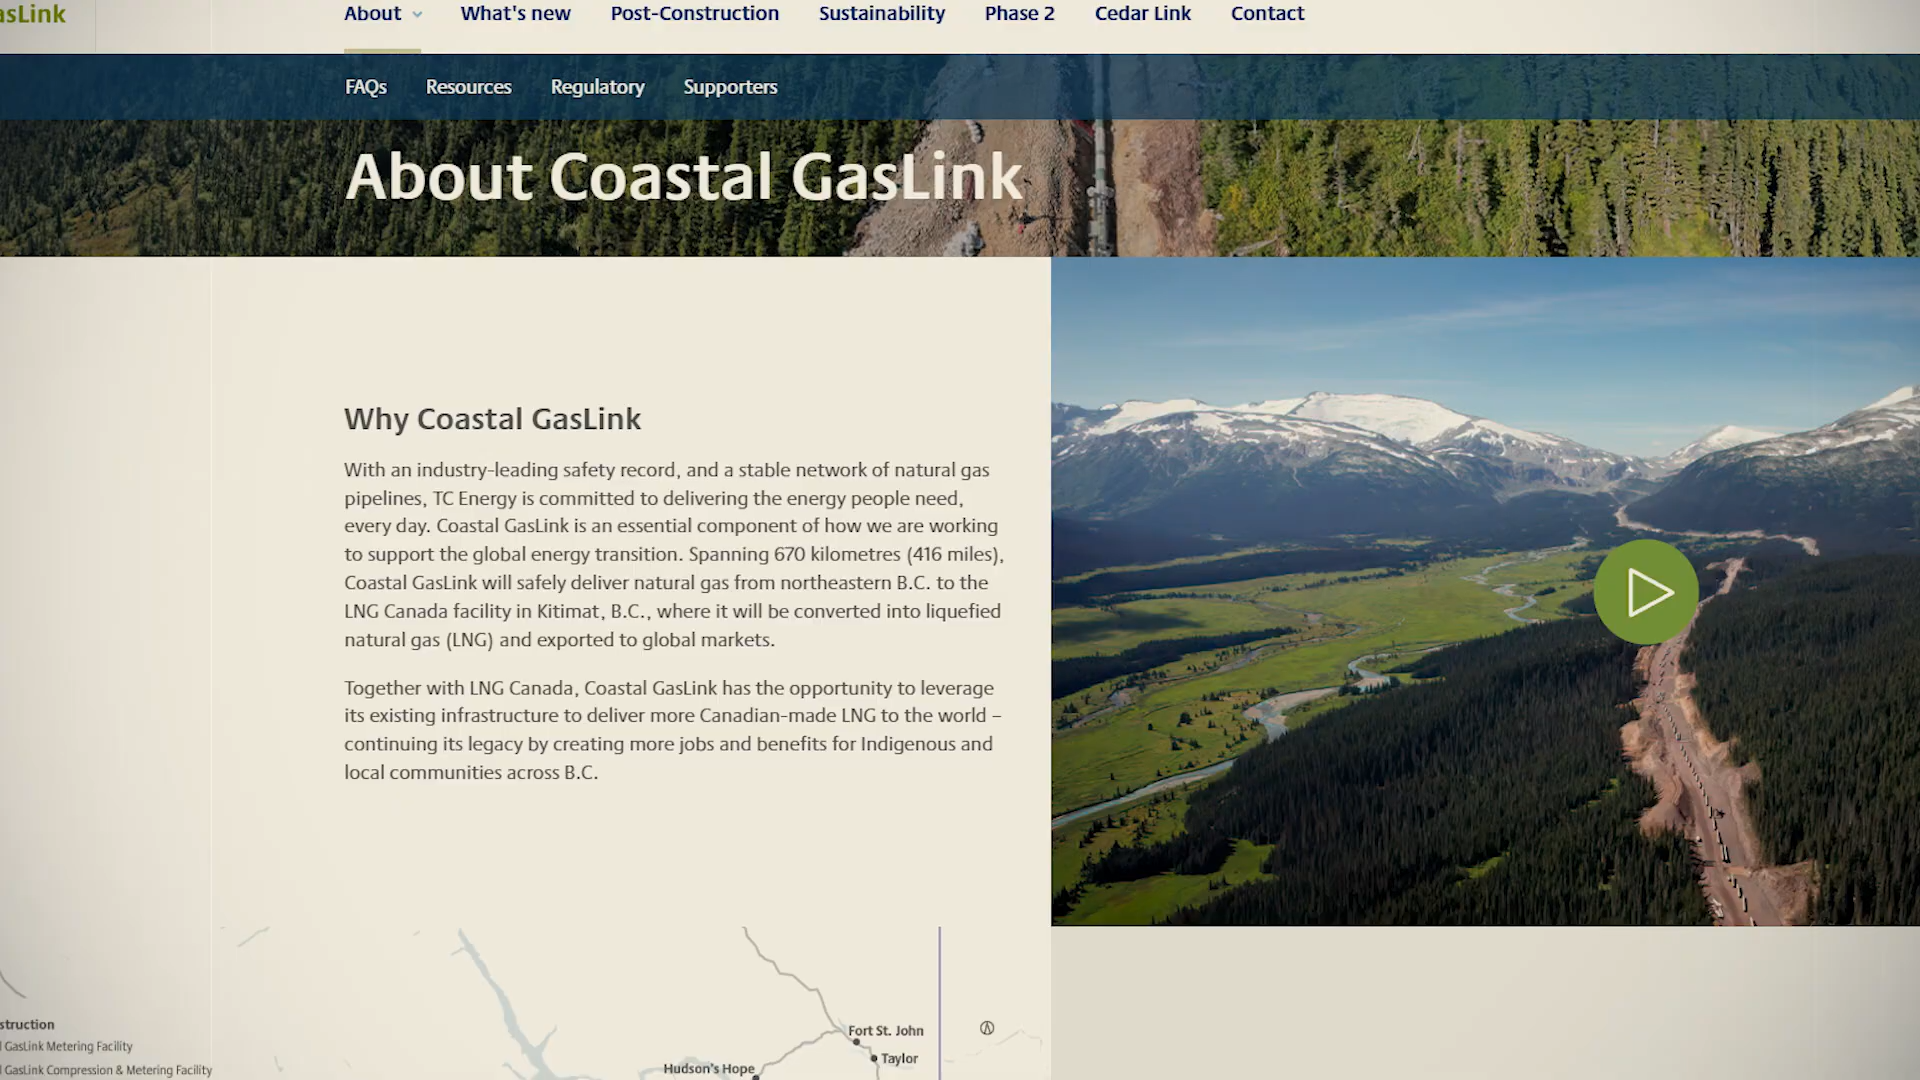 asLink
About What's new Post-Construction Sustainability Phase 2 Cedar Link Contact
FAQs Resources Regulatory Supporters
About Coastal GasLink
Why Coastal GasLink
With an industry-leading safety record, and a stable network of natural gas
pipelines, TC Energy is committed to delivering the energy people need,
every day. Coastal GasLink is an essential component of how we are working
to support the global energy transition. Spanning 670 kilometres (416 miles),
Coastal GasLink will safely deliver natural gas from northeastern B.C. to the
LNG Canada facility in Kitimat, B.C., where it will be converted into liquefied
natural gas (LNG) and exported to global markets.
Together with LNG Canada, Coastal GasLink has the opportunity to leverage
its existing infrastructure to deliver more Canadian-made LNG to the world –
continuing its legacy by creating more jobs and benefits for Indigenous and
local communities across B.C.
struction
l GasLink Metering Facility
l GasLink Compression & Metering Facility
Fort St. John
Taylor
Hudson's Hope